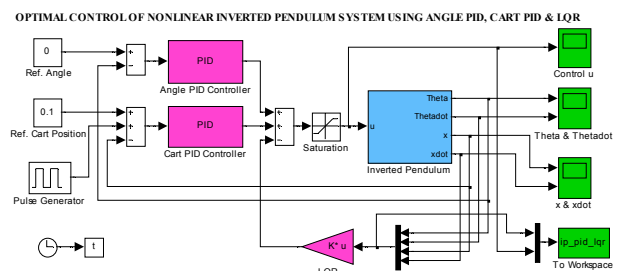 OPTIMAL CONTROL OF NONLINEAR INVERTED PENDULUM SYSTEM USING ANGLE PID, CART PID & LQR
0
Ref. Angle
+
−
PID
Angle PID Controller
0.1
Ref. Cart Position
+
+
−
PID
Cart PID Controller
+
+
−
Saturation
u
Theta
Thetadot
x
xdot
Inverted Pendulum
Control u
Theta & Thetadot
x & xdot
Pulse Generator
t
K* u
LQR
ip_pid_lqr
To Workspace